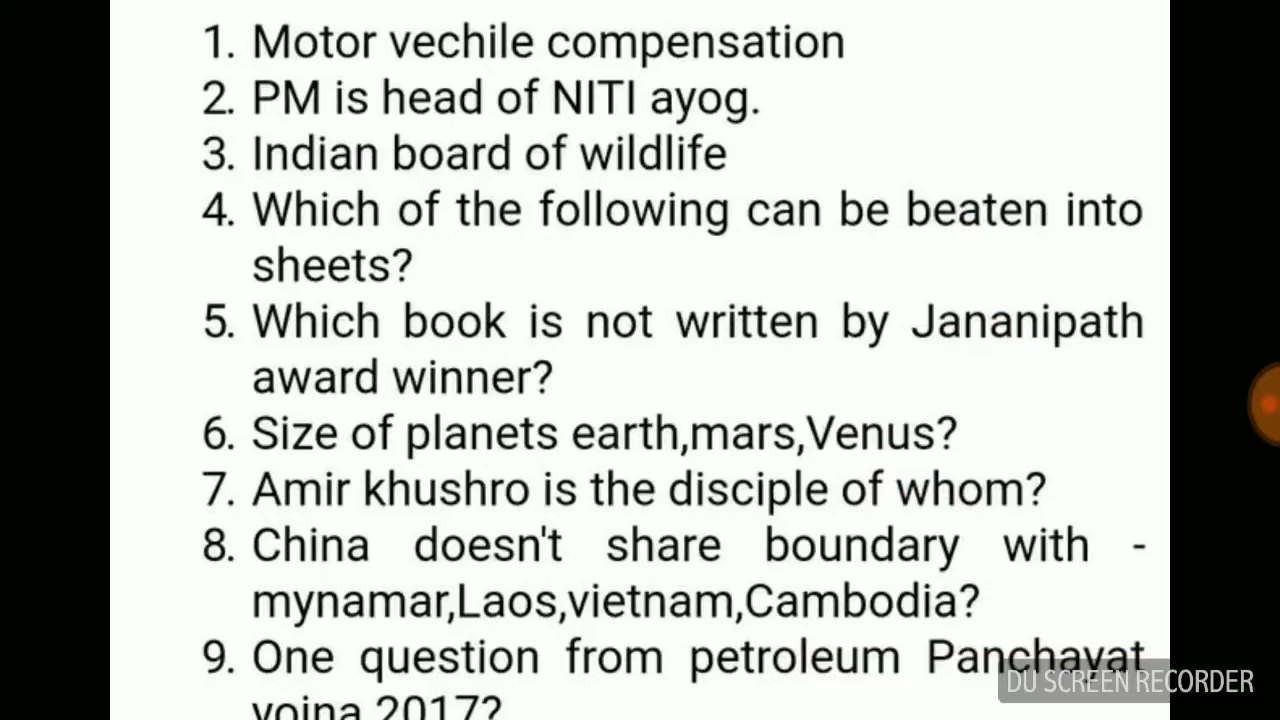 1. Motor vechile compensation
2. PM is head of NITI ayog.
3. Indian board of wildlife
4. Which of the following can be beaten into
sheets?
5. Which book is not written by Jananipath
award winner?
6. Size of planets earth,mars,Venus?
7. Amir khushro is the disciple of whom?
8. China doesn't share boundary with -
mynamar,Laos,vietnam,Cambodia?
9. One question from petroleum Panchayat
yojna 2017?
DU SCREEN RECORDER